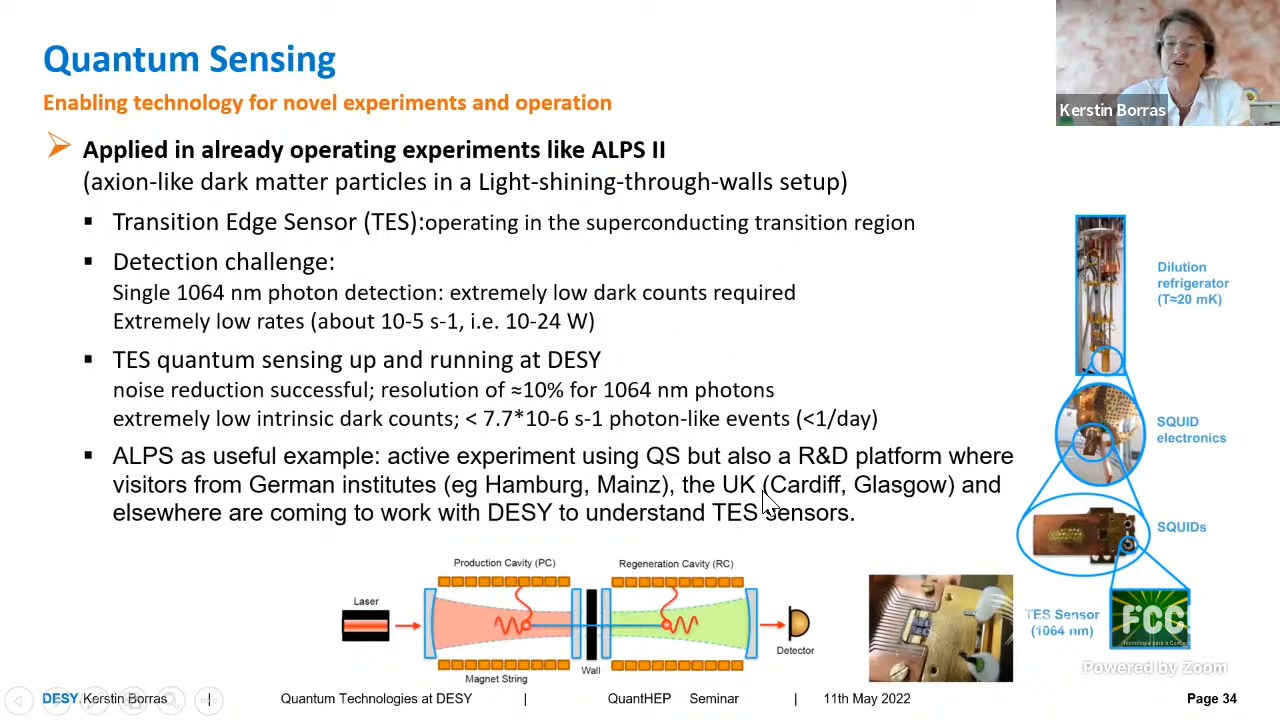 Quantum Sensing
Enabling technology for novel experiments and operation
Kerstin Borras
Applied in already operating experiments like ALPS II
(axion-like dark matter particles in a Light-shining-through-walls setup)
Transition Edge Sensor (TES):operating in the superconducting transition region
Detection challenge:
Single 1064 nm photon detection: extremely low dark counts required
Extremely low rates (about 10-5 s-1, i.e. 10-24 W)
TES quantum sensing up and running at DESY
noise reduction successful; resolution of ≈10% for 1064 nm photons
extremely low intrinsic dark counts; < 7.7*10-6 s-1 photon-like events (<1/day)
ALPS as useful example: active experiment using QS but also a R&D platform where
visitors from German institutes (eg Hamburg, Mainz), the UK (Cardiff, Glasgow) and
elsewhere are coming to work with DESY to understand TES sensors.
Dilution
refrigerator
(T≈20 mK)
SQUID
electronics
SQUIDs
TES Sensor
(1064 nm)
FCC
Production Cavity (PC)
Regeneration Cavity (RC)
Laser
Wall
Detector
Magnet String
Powered by Zoom
DESY. Kerstin Borras | Quantum Technologies at DESY | QuantHEP Seminar | 11th May 2022 Page 34